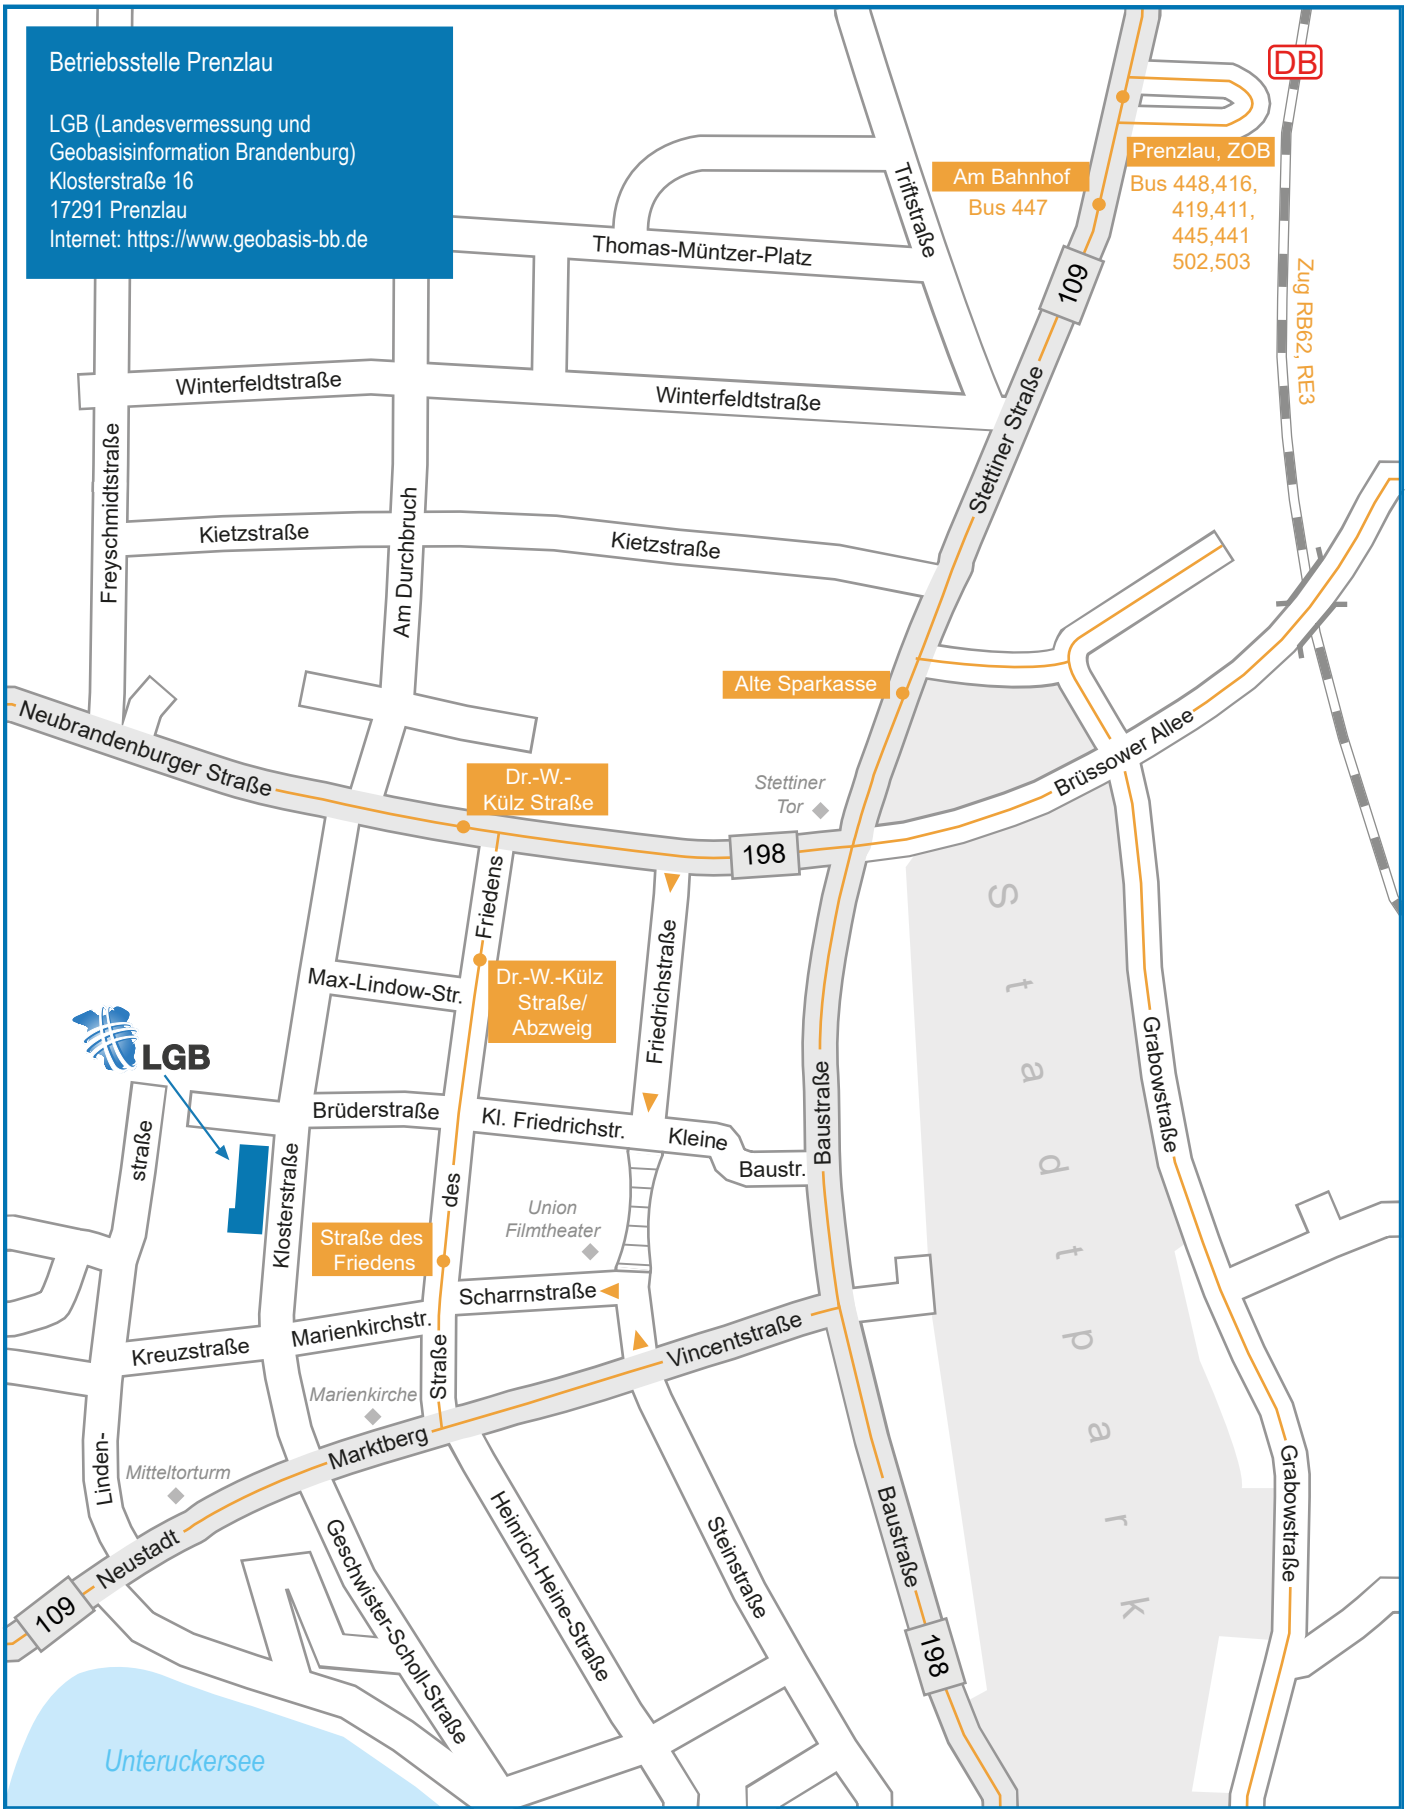 Betriebsstelle Prenzlau
LGB (Landesvermessung und
Geobasisinformation Brandenburg)
Klosterstraße 16
17291 Prenzlau
Internet: https://www.geobasis-bb.de
DB
Prenzlau, ZOB
Bus 448,416,
419,411,
445,441
502,503
Am Bahnhof
Bus 447
Triftstraße
Thomas-Müntzer-Platz
109
Zug RB62, RE3
Winterfeldtstraße
Winterfeldtstraße
Stettiner Straße
Freyschmidtstraße
Kietzstraße
Am Durchbruch
Kietzstraße
Alte Sparkasse
Neubrandenburger Straße
Dr.-W.-
Külz Straße
Stettiner
Tor
Brüssower Allee
198
Friedens
Friedrichstraße
Max-Lindow-Str.
Dr.-W.-Külz
Straße/
Abzweig
Stadtpark
LGB
Grabowstraße
Baustraße
Brüderstraße
Kl. Friedrichstr.
Kleine
Baustr.
straße
Klosterstraße
des
Union
Filmtheater
Straße des
Friedens
Scharrnstraße
Marienkirchstr.
Kreuzstraße
Straße
Vincentstraße
Marienkirche
Marktberg
Linden-
Mitteltorturm
Neustadt
109
Geschwister-Scholl-Straße
Heinrich-Heine-Straße
Steinstraße
Baustraße
Grabowstraße
198
Unteruckersee